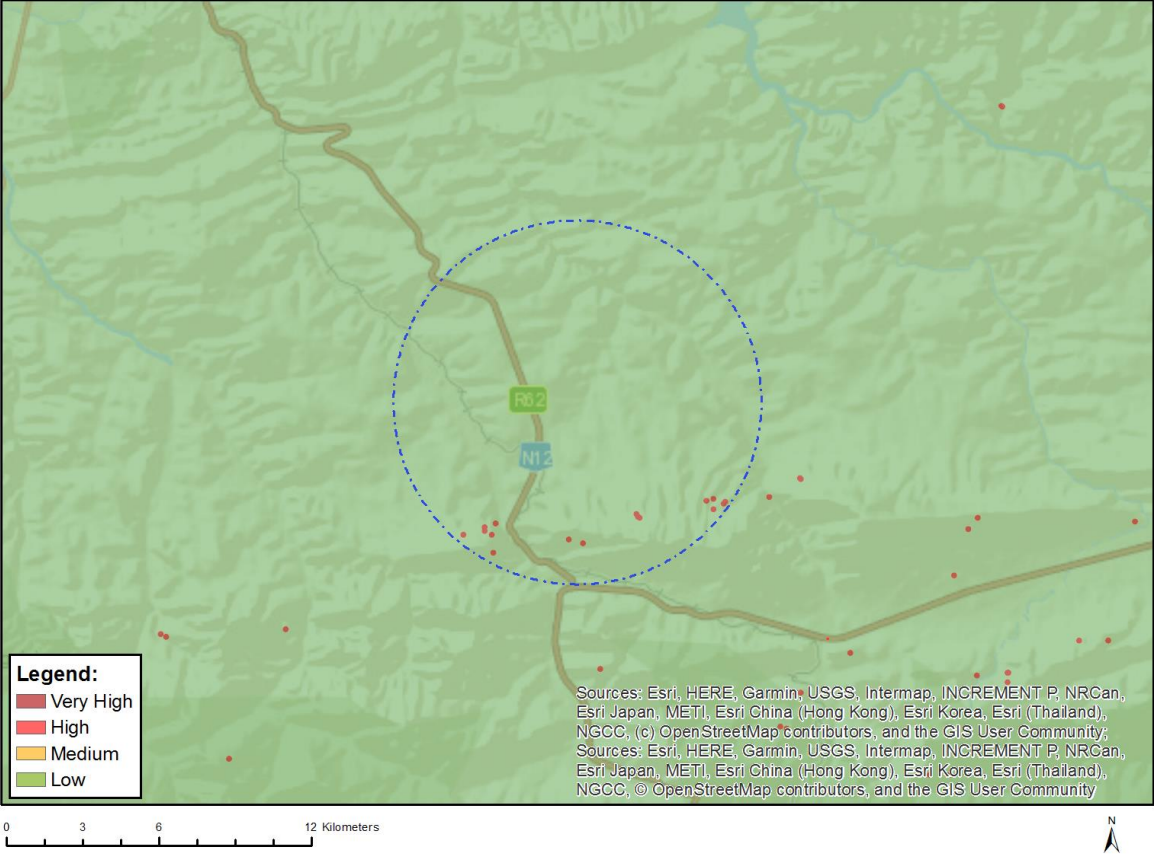 R62
N12
Legend:
Very High
High
Medium
Low
Sources: Esri, HERE, Garmin, USGS, Intermap, INCREMENT P, NRCan,
Esri Japan, METI, Esri China (Hong Kong), Esri Korea, Esri (Thailand),
NGCC, (c) OpenStreetMap contributors, and the GIS User Community;
Sources: Esri, HERE, Garmin, USGS, Intermap, INCREMENT P, NRCan,
Esri Japan, METI, Esri China (Hong Kong), Esri Korea, Esri (Thailand),
NGCC, © OpenStreetMap contributors, and the GIS User Community
0 3 6 12 Kilometers
N